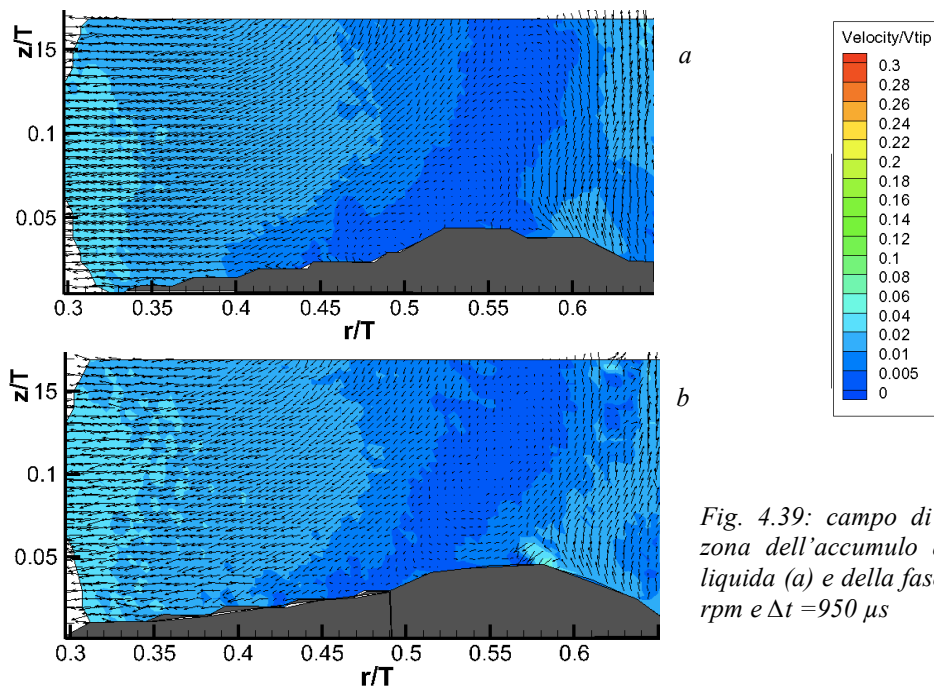 z/T
15
0.1
0.05
0.3 0.35 0.4 0.45 0.5 0.55 0.6
r/T
a
z/T
15
0.1
0.05
0.3 0.35 0.4 0.45 0.5 0.55 0.6
r/T
b
Velocity/Vtip
0.3
0.28
0.26
0.24
0.22
0.2
0.18
0.16
0.14
0.12
0.1
0.08
0.06
0.04
0.02
0.01
0.005
0
Fig. 4.39: campo di
zona dell’accumulo
liquida (a) e della
rpm e Δt =950 µs